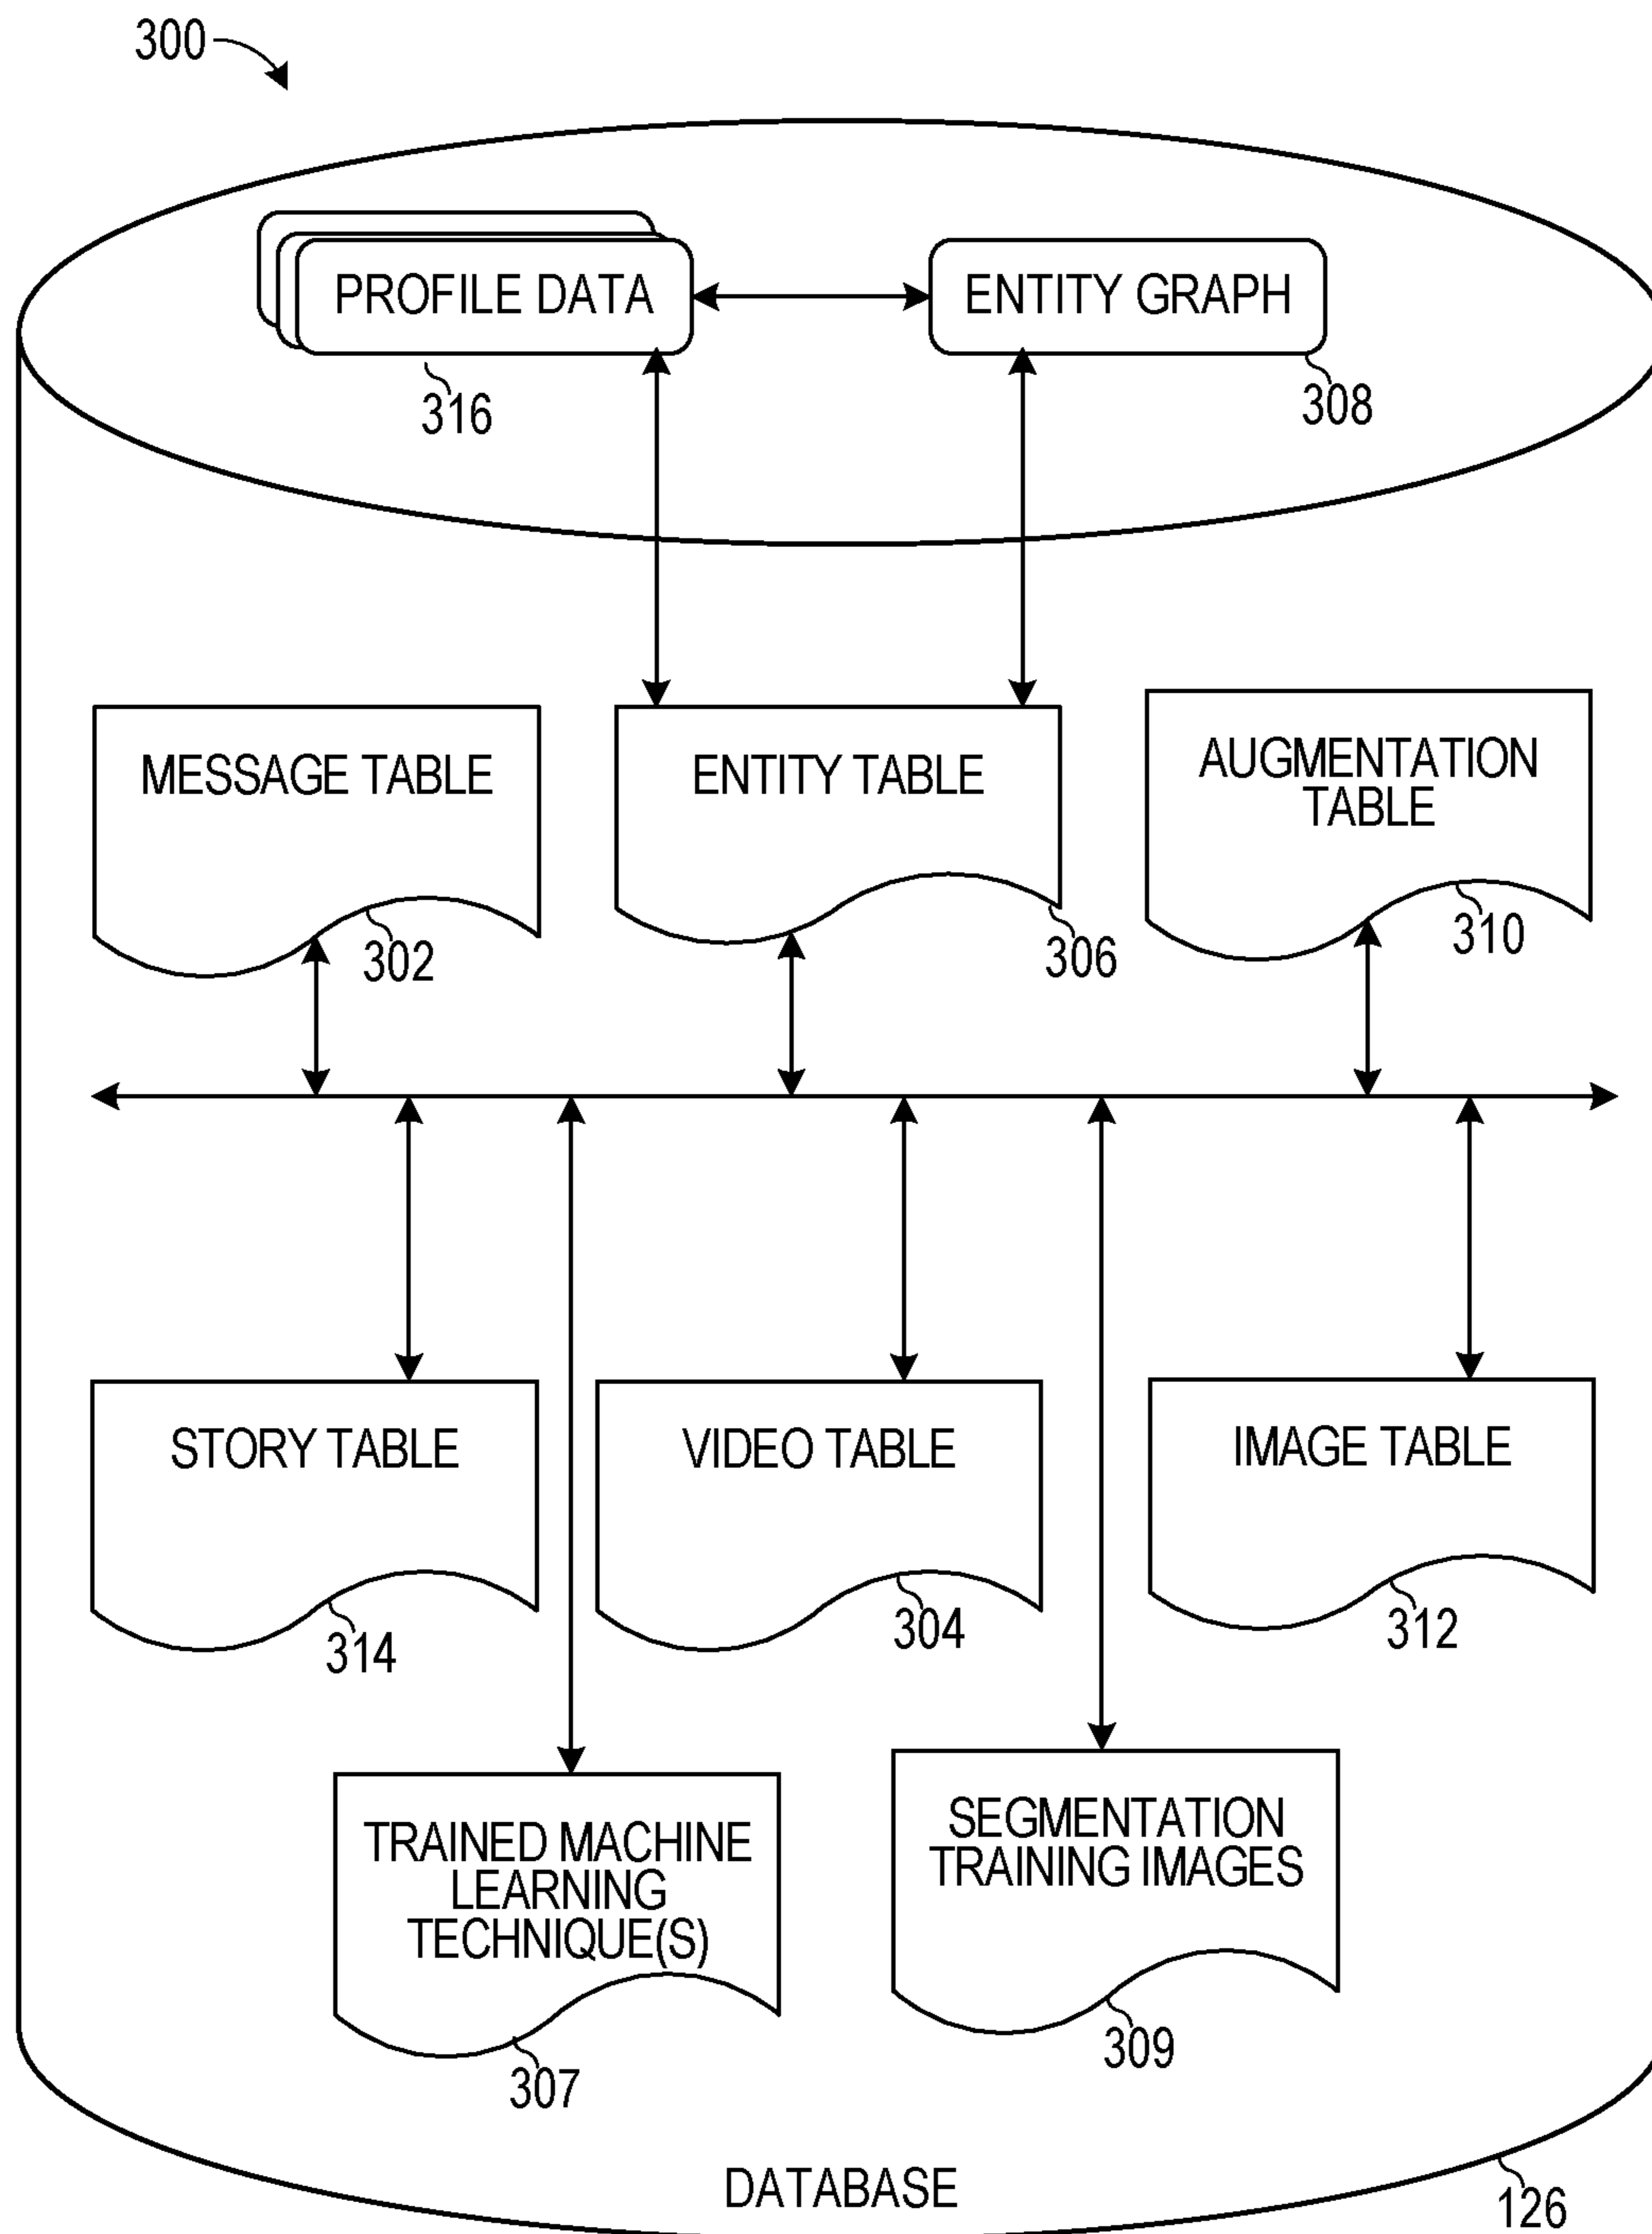 300
PROFILE DATA
ENTITY GRAPH
316
308
MESSAGE TABLE
ENTITY TABLE
AUGMENTATION
TABLE
302
306
310
STORY TABLE
VIDEO TABLE
IMAGE TABLE
314
304
312
TRAINED MACHINE
LEARNING
TECHNIQUE(S)
SEGMENTATION
TRAINING IMAGES
307
309
DATABASE
126